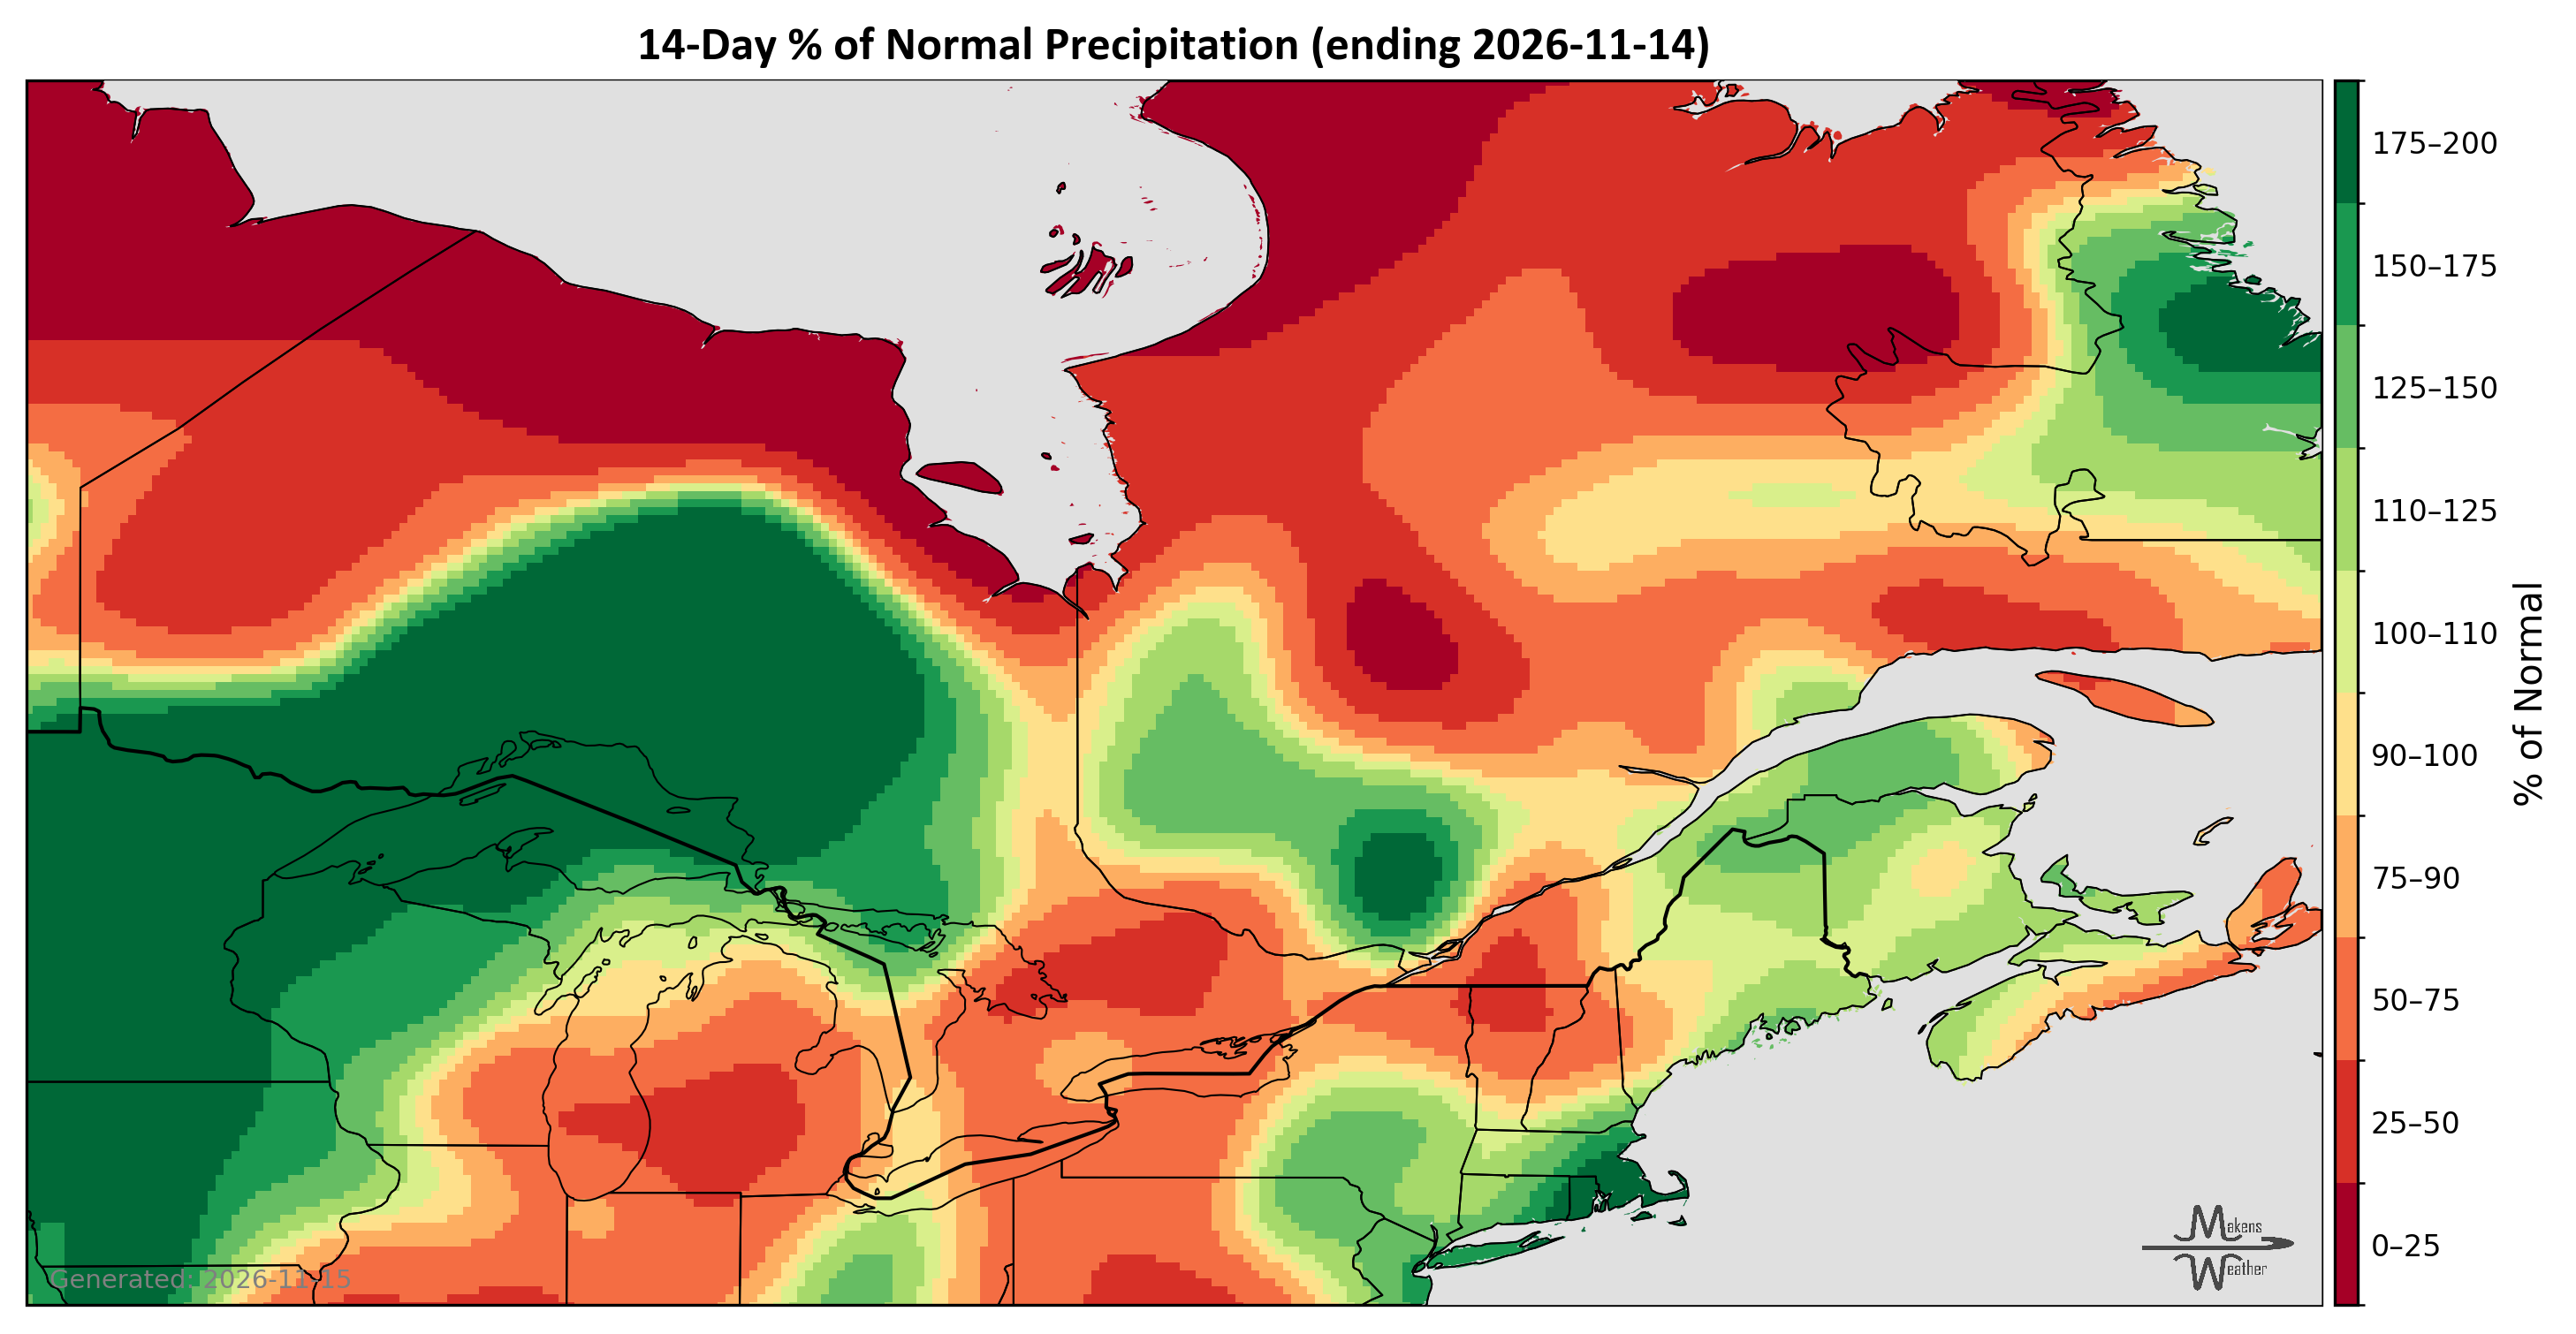 14-Day % of Normal Precipitation (ending 2026-11-14)
175–200
150–175
125–150
110–125
100–110
90–100
75–90
50–75
25–50
0–25
% of Normal
Makens
Weather
Generated: 2026-11-15